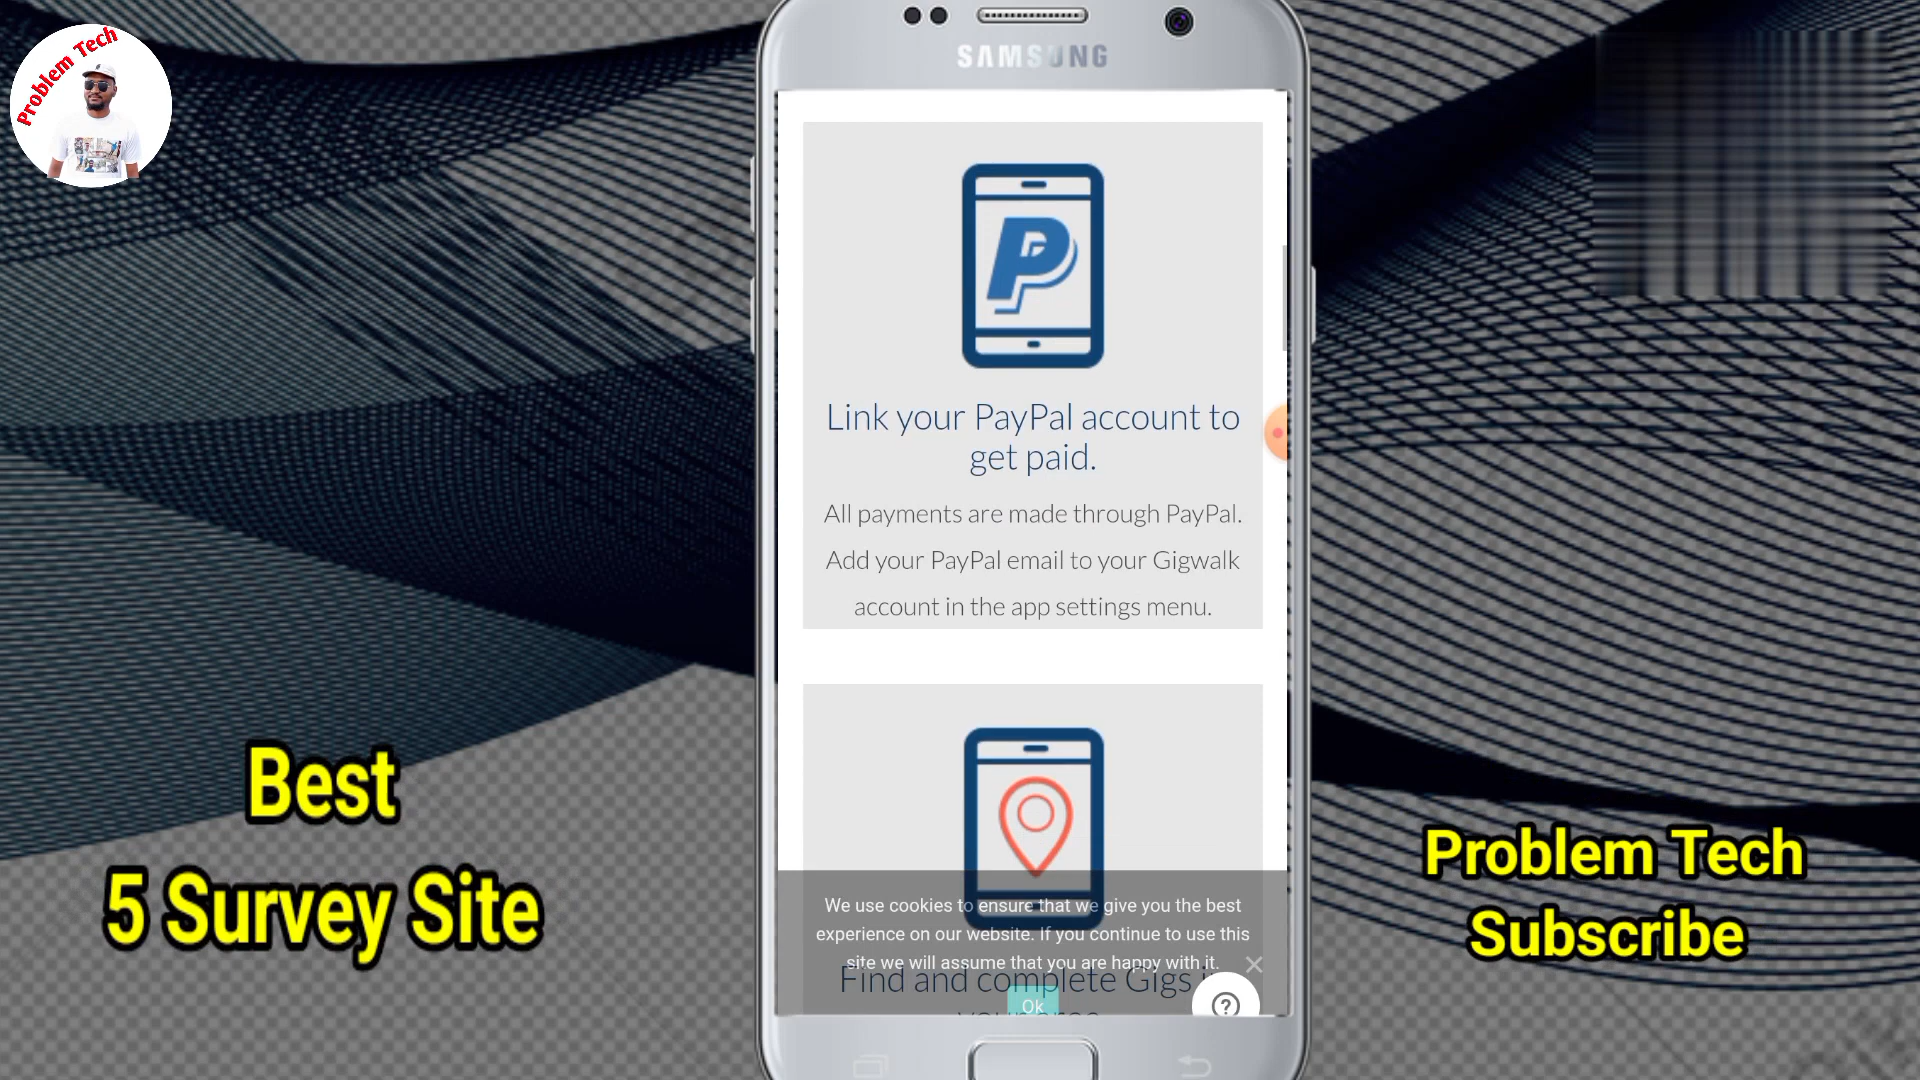 Problem Tech
SAMSUNG
Link your PayPal account to
get paid.
All payments are made through PayPal.
Add your PayPal email to your Gigwalk
account in the app settings menu.
We use cookies to ensure that we give you the best
experience on our website. If you continue to use this
site we will assume that you are happy with it.
Find and complete Gigs in
your area
Ok
Best
5 Survey Site
Problem Tech
Subscribe